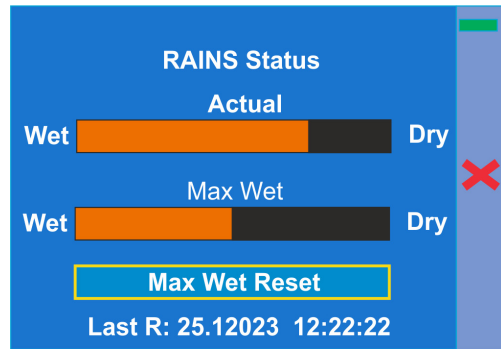 RAINS Status
Actual
Wet Dry
Max Wet
Wet Dry
Max Wet Reset
Last R: 25.12023 12:22:22